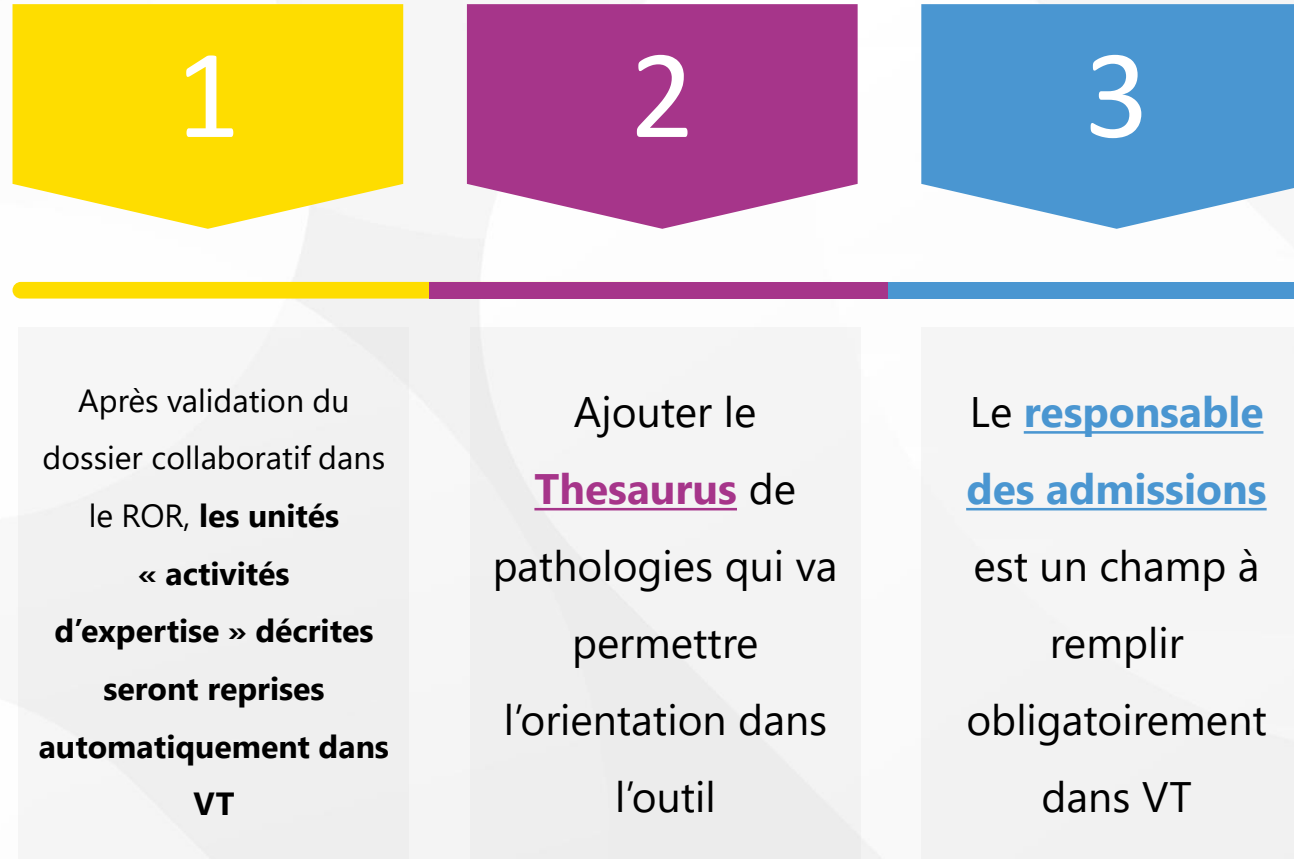 1
2
3
Après validation du
dossier collaboratif dans
le ROR, les unités
« activités
d’expertise » décrites
seront reprises
automatiquement dans
VT
Ajouter le
Thesaurus de
pathologies qui va
permettre
l’orientation dans
l’outil
Le responsable
des admissions
est un champ à
remplir
obligatoirement
dans VT